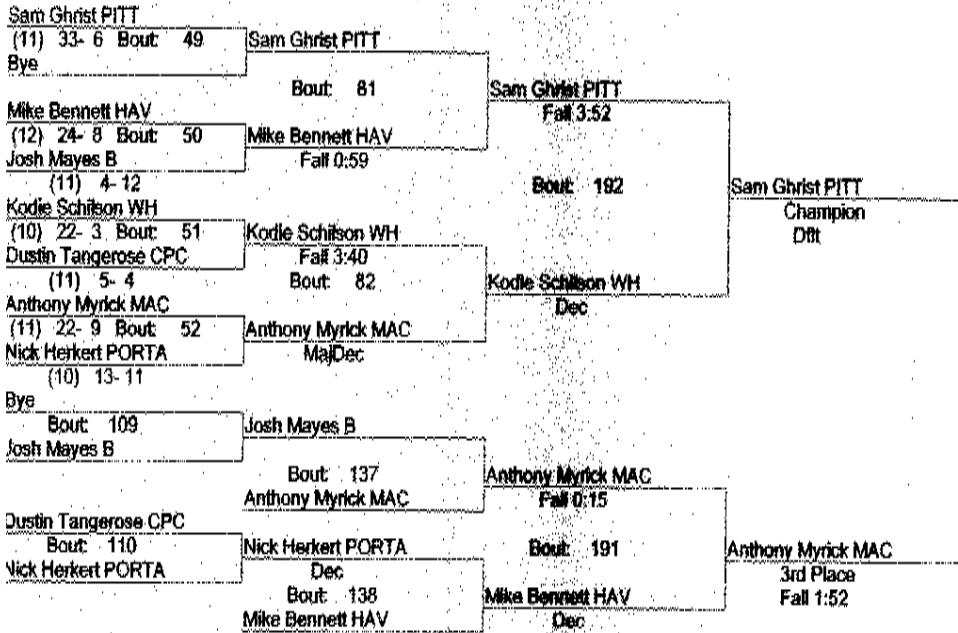 Sam Ghrist PITT
(11) 33- 6 Bout: 49
Bye
Sam Ghrist PITT
Bout: 81
Mike Bennett HAV
(12) 24- 8 Bout: 50
Josh Mayes B
(11) 4- 12
Mike Bennett HAV
Fall 0:59
Sam Ghrist PITT
Fall 3:52
Bout: 192
Kodie Schilson WH
(10) 22- 3 Bout: 51
Dustin Tangerose CPC
(11) 5- 4
Kodie Schilson WH
Fall 3:40
Bout: 82
Anthony Myrick MAC
(11) 22- 9 Bout: 52
Nick Herkert PORTA
(10) 13- 11
Anthony Myrick MAC
MajDec
Kodie Schilson WH
Dec
Sam Ghrist PITT
Champion
Dflt
Bye
Bout: 109
Josh Mayes B
Josh Mayes B
Bout: 137
Anthony Myrick MAC
Anthony Myrick MAC
Fall 0:15
Bout: 191
Dustin Tangerose CPC
Bout: 110
Nick Herkert PORTA
Nick Herkert PORTA
Dec
Bout: 138
Mike Bennett HAV
Mike Bennett HAV
Dec
Anthony Myrick MAC
3rd Place
Fall 1:52